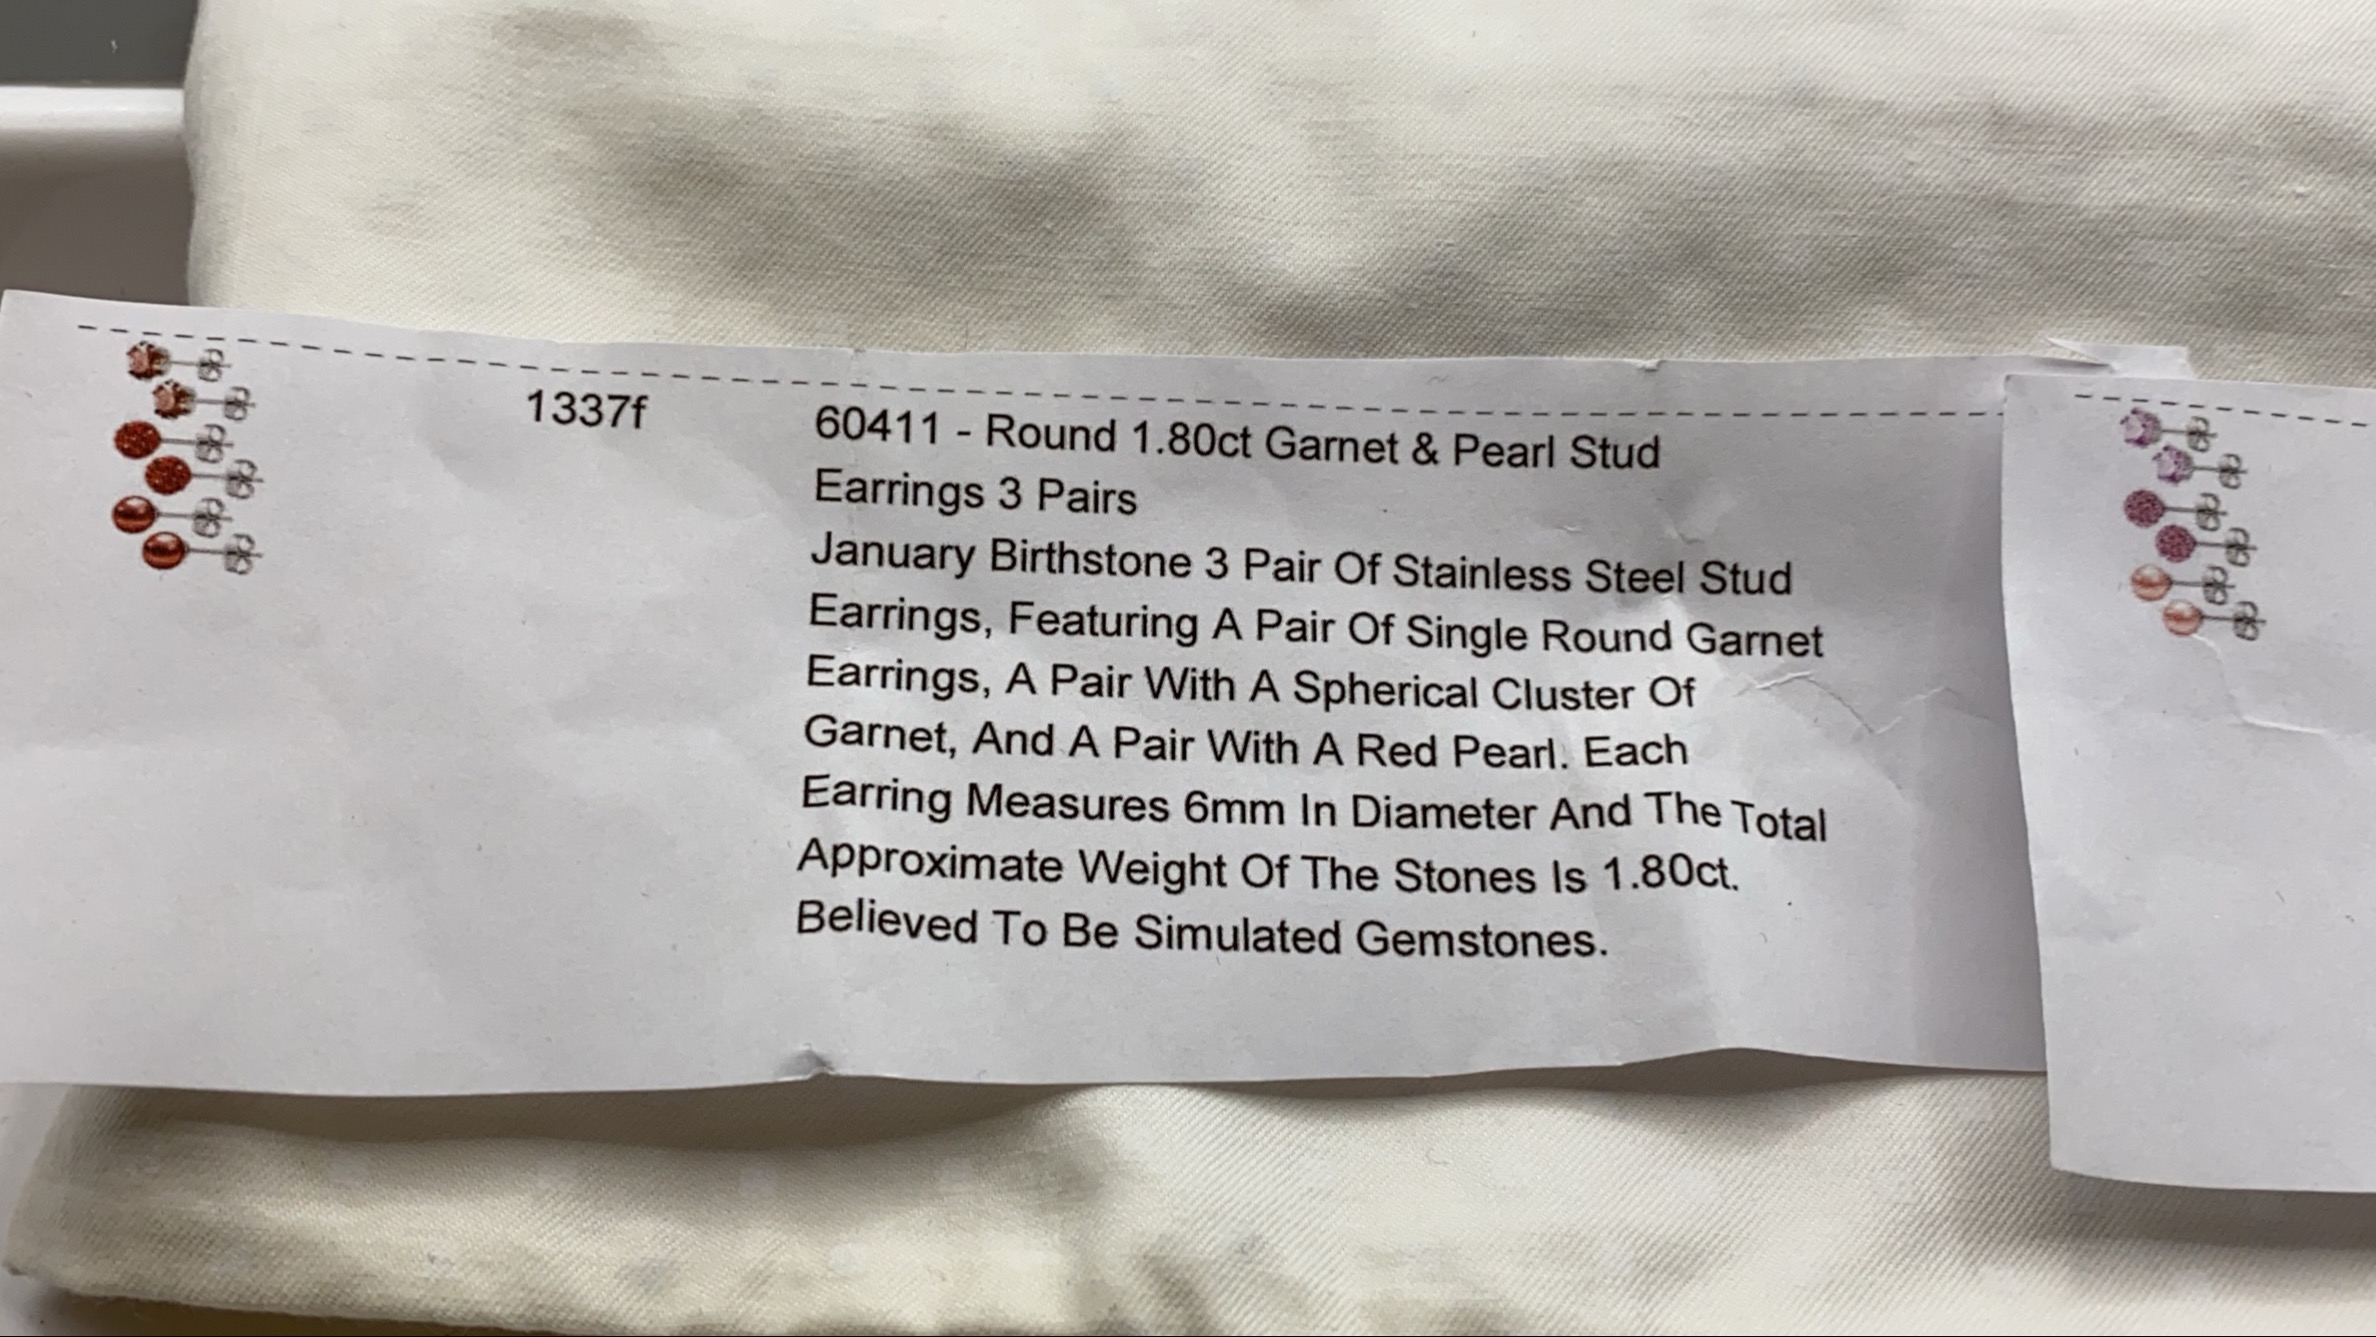 1337f
60411 - Round 1.80ct Garnet & Pearl Stud
Earrings 3 Pairs
January Birthstone 3 Pair Of Stainless Steel Stud
Earrings, Featuring A Pair Of Single Round Garnet
Earrings, A Pair With A Spherical Cluster Of
Garnet, And A Pair With A Red Pearl. Each
Earring Measures 6mm In Diameter And The Total
Approximate Weight Of The Stones Is 1.80ct.
Believed To Be Simulated Gemstones.